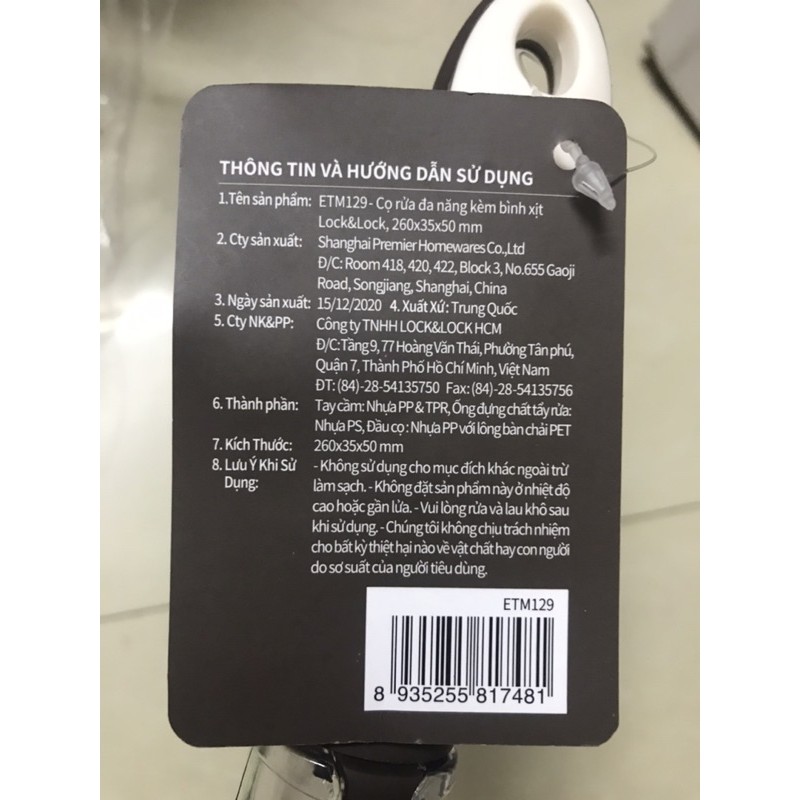 THÔNG TIN VÀ HƯỚNG DẪN SỬ DỤNG
1.Tên sản phẩm: ETM129 - Cọ rửa đa năng kèm bình xịt
Lock&Lock, 260x35x50 mm
2. Cty sản xuất: Shanghai Premier Homewares Co.,Ltd
Đ/C: Room 418, 420, 422, Block 3, No.655 Gaoji
Road, Songjiang, Shanghai, China
3. Ngày sản xuất: 15/12/2020 4. Xuất Xứ: Trung Quốc
5. Cty NK&PP: Công ty TNHH LOCK&LOCK HCM
Đ/C:Tầng 9, 77 Hoàng Văn Thái, Phường Tân phú,
Quận 7, Thành Phố Hồ Chí Minh, Việt Nam
ĐT: (84)-28-54135750 Fax: (84)-28-54135756
6. Thành phần: Tay cầm: Nhựa PP & TPR, Ống đựng chất tẩy rửa:
Nhựa PS, Đầu cọ : Nhựa PP với lông bàn chải PET
7. Kích Thước: 260x35x50 mm
8. Lưu Ý Khi Sử - Không sử dụng cho mục đích khác ngoài trừ
Dụng: làm sạch. - Không đặt sản phẩm này ở nhiệt độ
cao hoặc gần lửa. - Vui lòng rửa và lau khô sau
khi sử dụng. - Chúng tôi không chịu trách nhiệm
cho bất kỳ thiệt hại nào về vật chất hay con người
do sơ suất của người tiêu dùng.
ETM129
8 935255 817481